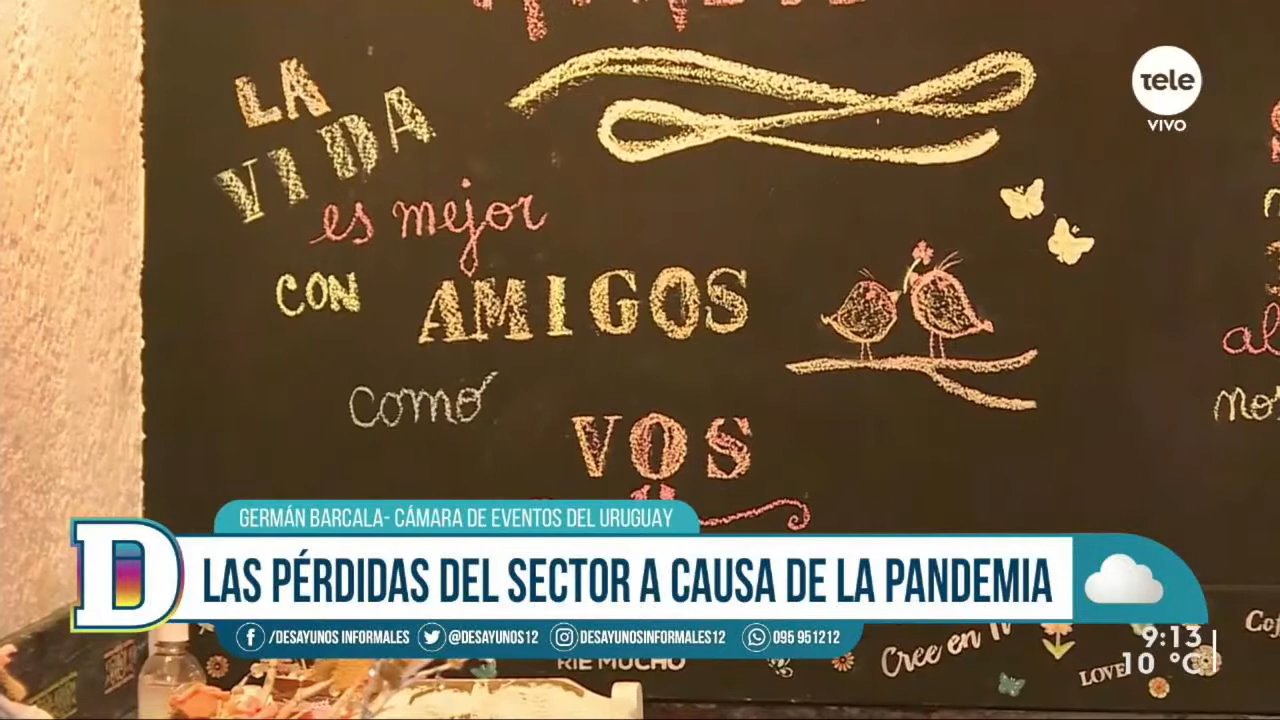 LA
VIDA
es mejor
CON AMIGOS
como
VOS
tele
VIVO
al
GERMÁN BARCALA- CÁMARA DE EVENTOS DEL URUGUAY
D
LAS PÉRDIDAS DEL SECTOR A CAUSA DE LA PANDEMIA
/DESAYUNOS INFORMALES @DESAYUNOS12 DESAYUNOSINFORMALES12 095 951212
RIE MUCHO
Cree en Ti
LOVE
9:13
10 °C